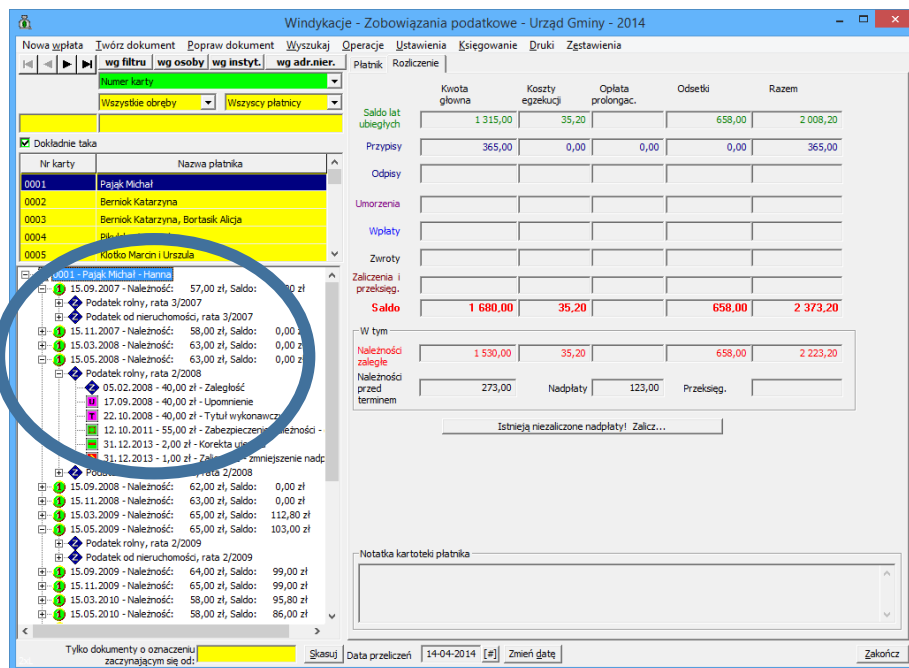 Windykacje - Zobowiązania podatkowe - Urząd Gminy - 2014
Nowa wpłata Twórz dokument Popraw dokument Wyszukaj Operacje Ustawienia Księgowanie Druki Zestawienia
wg filtru wg osoby wg instyt. wg adr.nier.
Numer karty
Wszystkie obręby Wszyscy płatnicy
Dokładnie taka
Nr karty Nazwa płatnika
0001 Pająk Michał
0002 Berniok Katarzyna
0003 Berniok Katarzyna, Bortasik Alicja
0004
0005 Klotko Marcin i Urszula
0001 - Pająk Michał - Hanna
15.09.2007 - Należność: 57,00 zł, Saldo: zł
Podatek rolny, rata 3/2007
Podatek od nieruchomości, rata 3/2007
15.11.2007 - Należność: 58,00 zł, Saldo: 0,00 zł
15.03.2008 - Należność: 63,00 zł, Saldo: 0,00 zł
15.05.2008 - Należność: 63,00 zł, Saldo: 0,00 zł
Podatek rolny, rata 2/2008
05.02.2008 - 40,00 zł - Zaległość
17.09.2008 - 40,00 zł - Upomnienie
22.10.2008 - 40,00 zł - Tytuł wykonawczy
12.10.2011 - 55,00 zł - Zabezpieczenie należności -
31.12.2013 - 2,00 zł - Korekta
31.12.2013 - 1,00 zł - zmniejszenie nadp
rata 2/2008
15.09.2008 - Należność: 62,00 zł, Saldo: 0,00 zł
15.11.2008 - Należność: 63,00 zł, Saldo: 0,00 zł
15.03.2009 - Należność: 65,00 zł, Saldo: 112,80 zł
15.05.2009 - Należność: 65,00 zł, Saldo: 103,00 zł
Podatek rolny, rata 2/2009
Podatek od nieruchomości, rata 2/2009
15.09.2009 - Należność: 64,00 zł, Saldo: 99,00 zł
15.11.2009 - Należność: 65,00 zł, Saldo: 99,00 zł
15.03.2010 - Należność: 58,00 zł, Saldo: 95,80 zł
15.05.2010 - Należność: 58,00 zł, Saldo: 86,00 zł
Tylko dokumenty o oznaczeniu
zaczynającym się od:
Skasuj
Płatnik Rozliczenie
Kwota główna Koszty egzekucji Opłata prolongac. Odsetki Razem
Saldo lat ubiegłych 1 315,00 35,20 658,00 2 008,20
Przypisy 365,00 0,00 0,00 0,00 365,00
Odpisy
Umorzenia
Wpłaty
Zwroty
Zaliczenia i przeksięg.
Saldo 1 680,00 35,20 658,00 2 373,20
W tym
Należności zaległe 1 530,00 35,20 658,00 2 223,20
Należności przed terminem 273,00 Nadpłaty 123,00 Przeksięg.
Istnieją niezaliczone nadpłaty! Zalicz...
Notatka kartoteki płatnika
Data przeliczeń 14-04-2014 [#] Zmień datę Zakończ